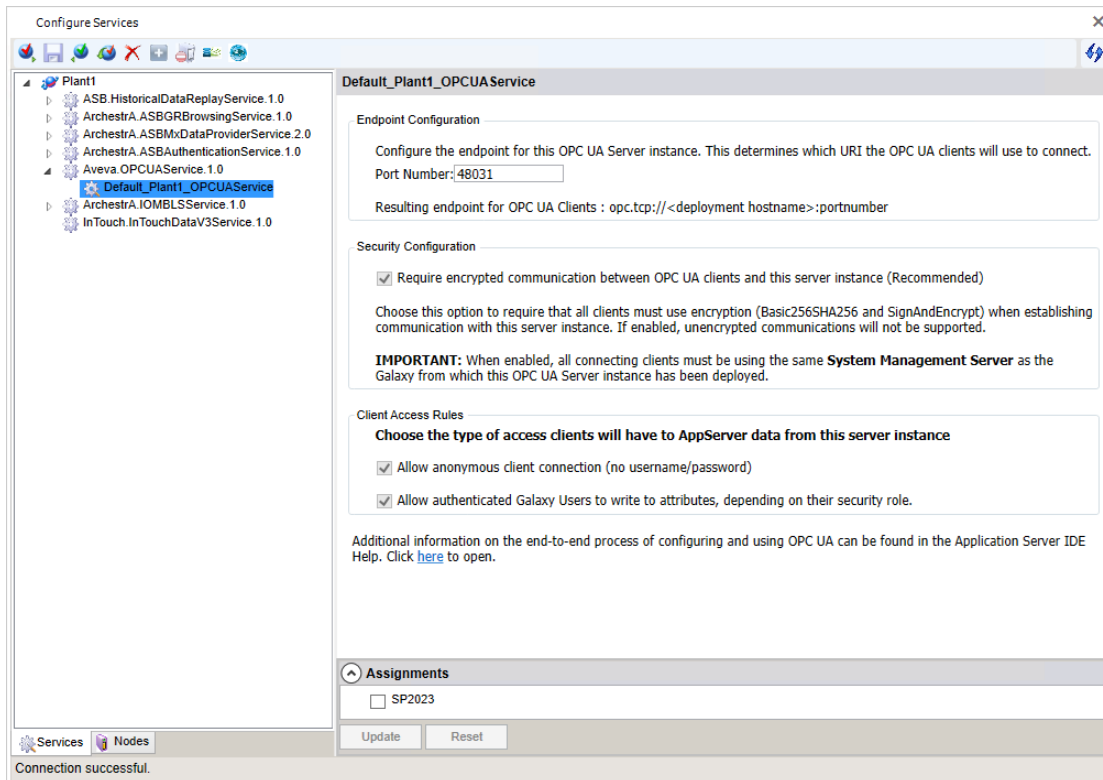 Configure Services
Plant1
ASB.HistoricalDataReplayService.1.0
ArchestrA.ASBGRBrowsingService.1.0
ArchestrA.ASBMxDataProviderService.2.0
ArchestrA.ASBAuthenticationService.1.0
Aveva.OPCUAService.1.0
Default_Plant1_OPCUAService
ArchestrA.IOMBLSService.1.0
InTouch.InTouchDataV3Service.1.0
Services
Nodes
Default_Plant1_OPCUAService
Endpoint Configuration
Configure the endpoint for this OPC UA Server instance. This determines which URI the OPC UA clients will use to connect.
Port Number: 48031
Resulting endpoint for OPC UA Clients : opc.tcp://<deployment hostname>:portnumber
Security Configuration
Require encrypted communication between OPC UA clients and this server instance (Recommended)
Choose this option to require that all clients must use encryption (Basic256SHA256 and SignAndEncrypt) when establishing
communication with this server instance. If enabled, unencrypted communications will not be supported.
IMPORTANT: When enabled, all connecting clients must be using the same System Management Server as the
Galaxy from which this OPC UA Server instance has been deployed.
Client Access Rules
Choose the type of access clients will have to AppServer data from this server instance
Allow anonymous client connection (no username/password)
Allow authenticated Galaxy Users to write to attributes, depending on their security role.
Additional information on the end-to-end process of configuring and using OPC UA can be found in the Application Server IDE
Help. Click here to open.
Assignments
SP2023
Update
Reset
Connection successful.